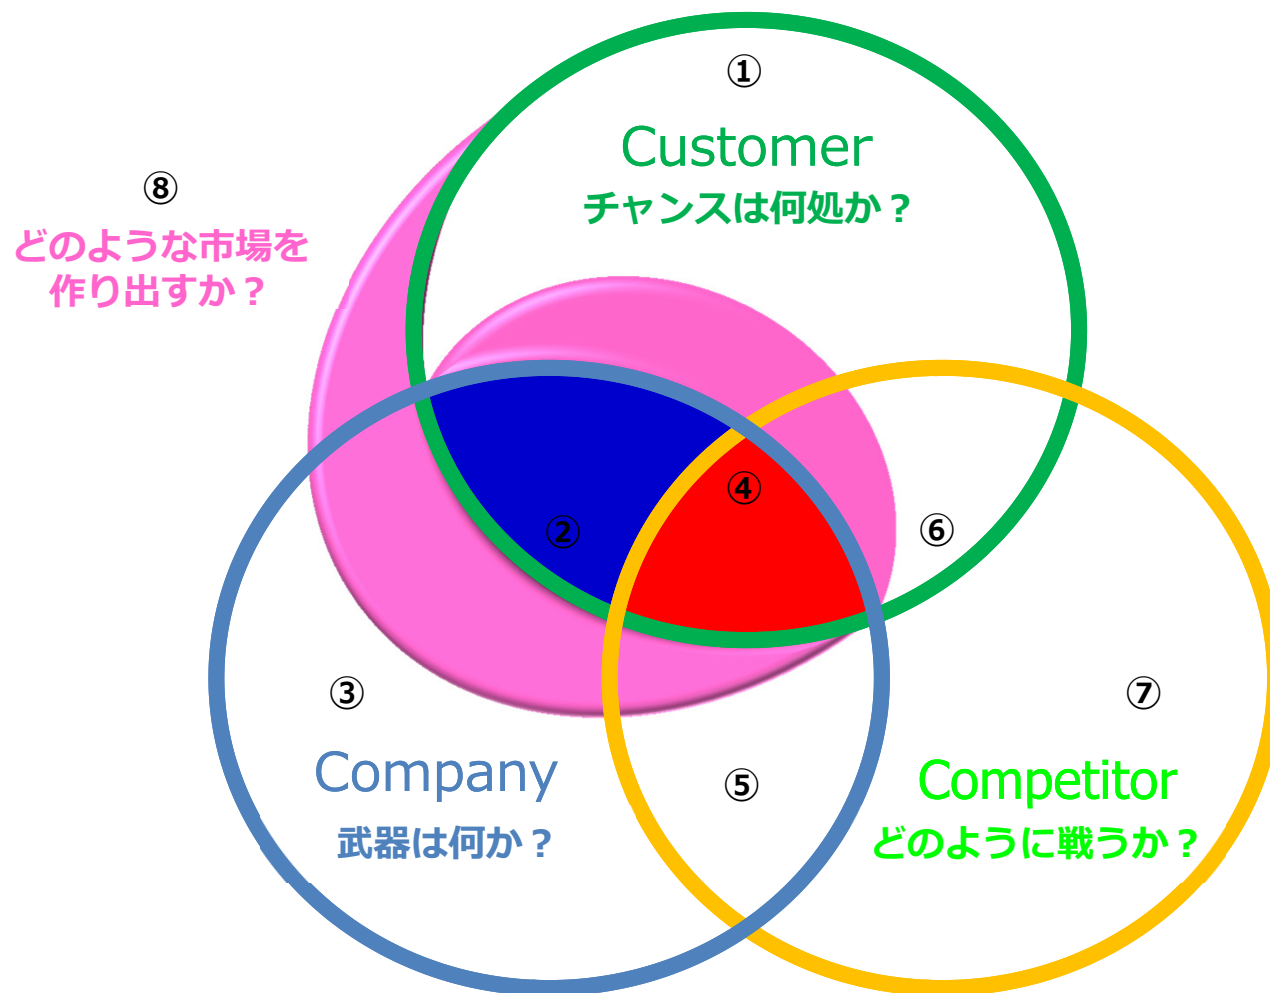 ①
Customer
チャンスは何処か？
⑧
どのような市場を
作り出すか？
④
②
⑥
③
⑦
Company
武器は何か？
⑤
Competitor
どのように戦うか？